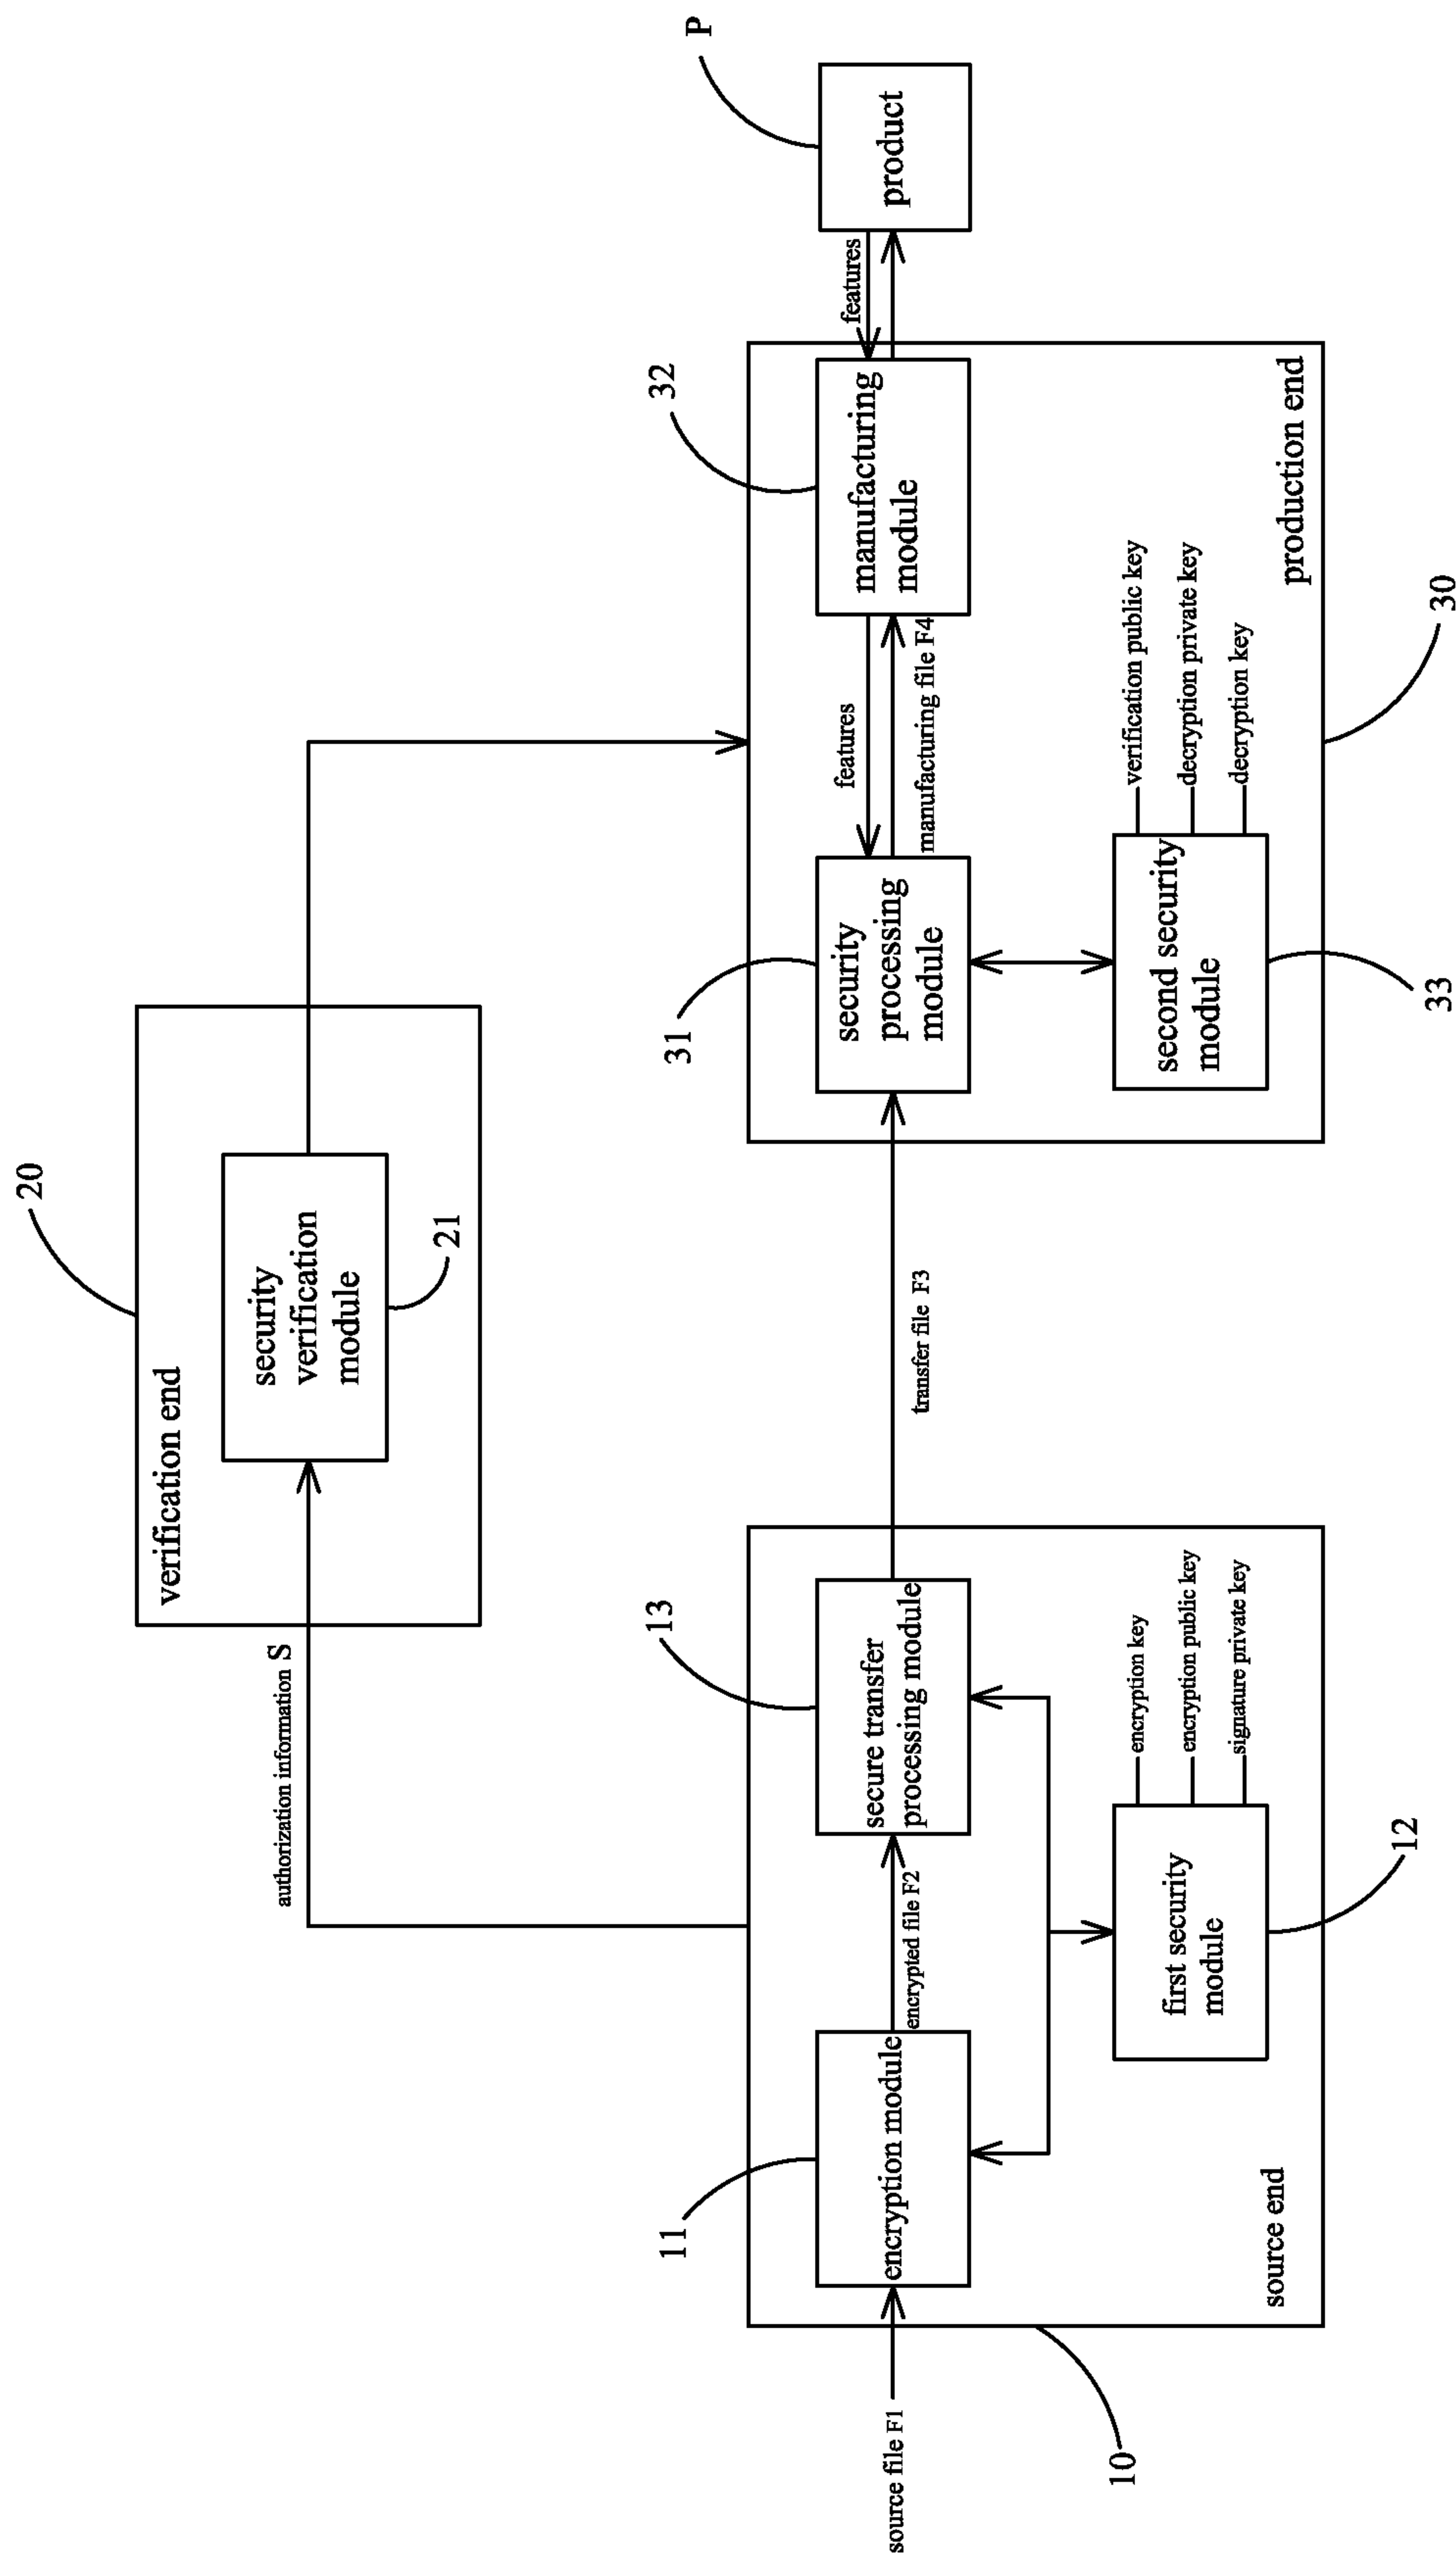 20
verification end
security
verification
module
21
authorization information S
source file F1
10
source end
11
encryption module
encrypted file F2
13
secure transfer
processing module
first security
module
12
encryption key
encryption public key
signature private key
transfer file F3
30
production end
31
security
processing
module
features
manufacturing file F4
32
manufacturing
module
second security
module
33
verification public key
decryption private key
decryption key
features
product
P